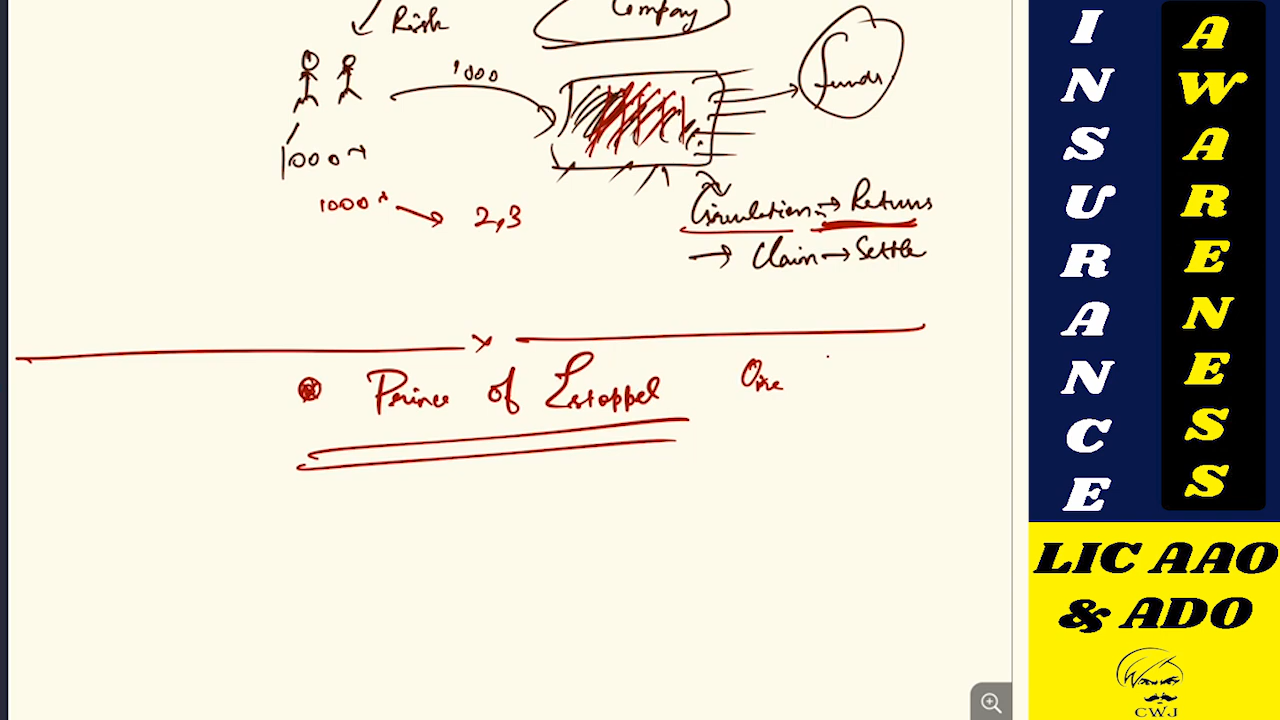 Risk
Company
1000
funds
1000
1000
2,3
Circulation → Returns
→ Claim → Settle
Prince of Estoppel
INSURANCE
AWARENESS
LIC AAO
& ADO
CWJ